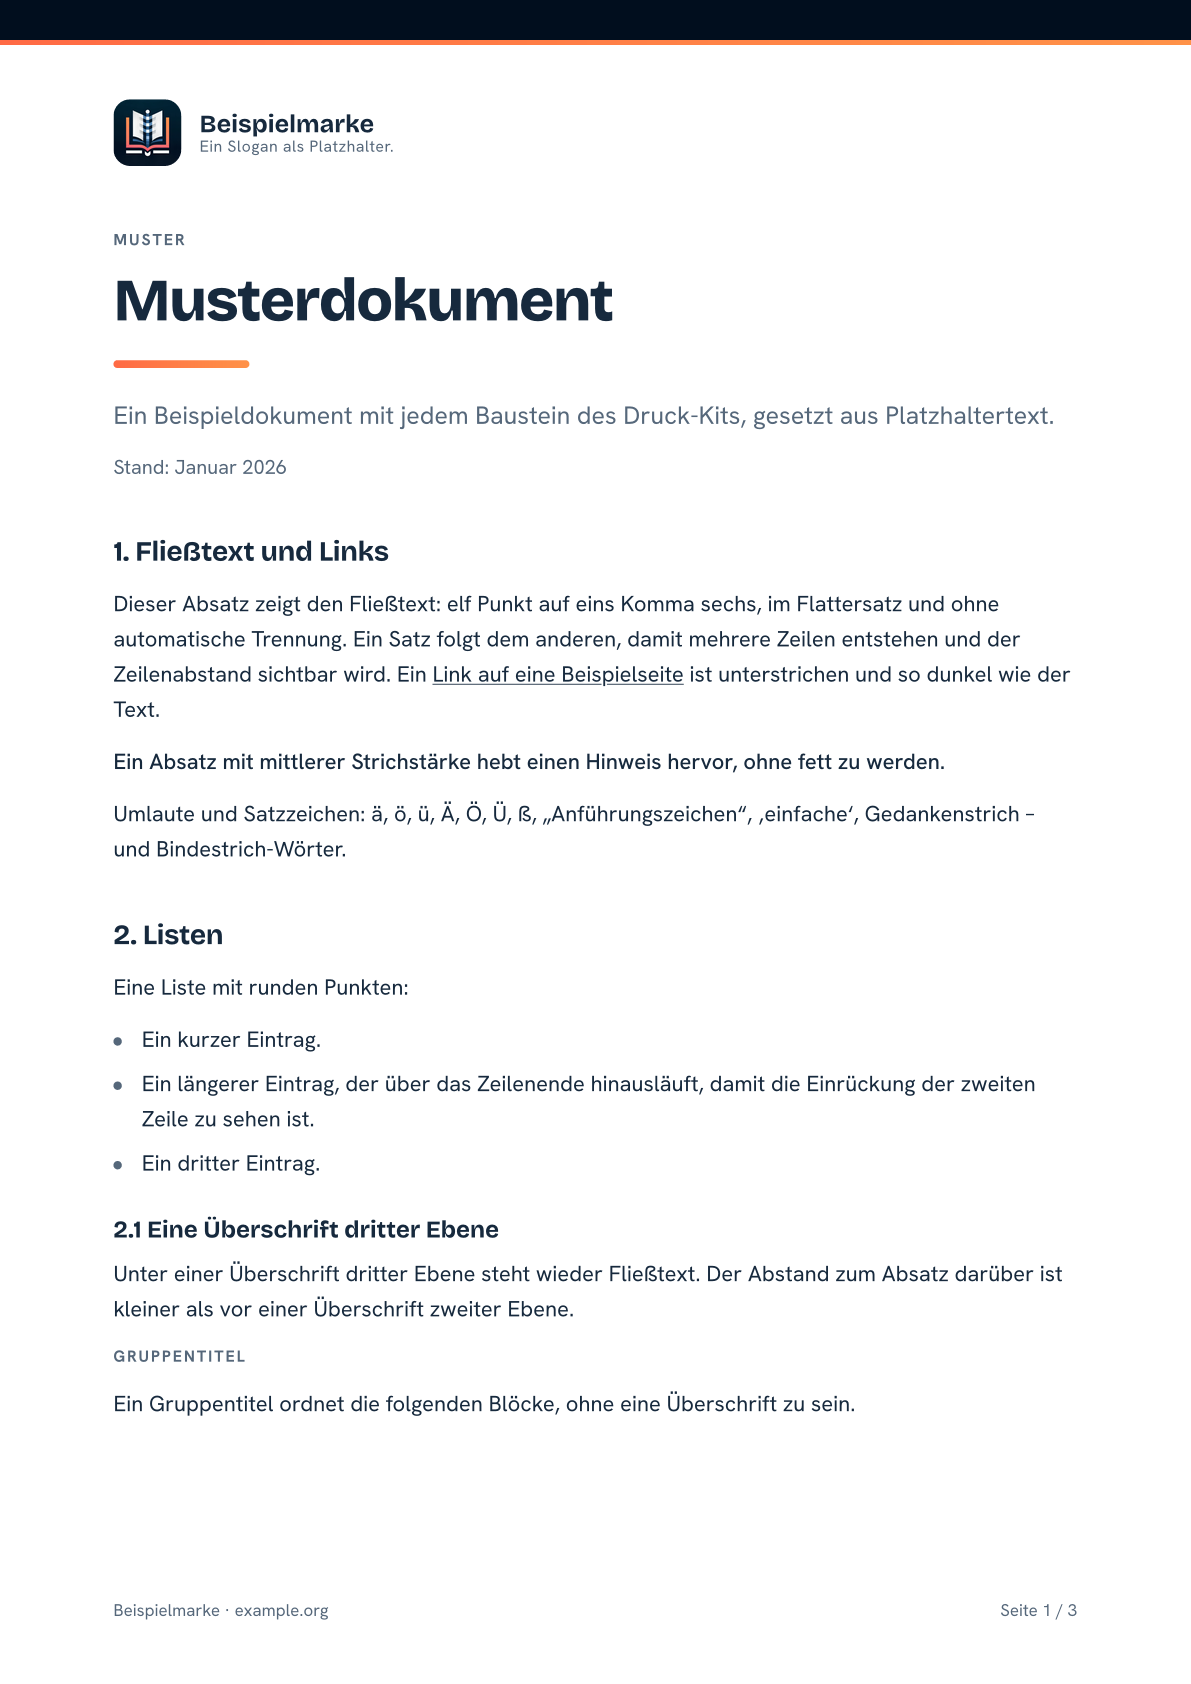 Beispielmarke
Ein Slogan als Platzhalter.
MUSTER
Musterdokument
Ein Beispieldokument mit jedem Baustein des Druck-Kits, gesetzt aus Platzhaltertext.
Stand: Januar 2026
1. Fließtext und Links
Dieser Absatz zeigt den Fließtext: elf Punkt auf eins Komma sechs, im Flattersatz und ohne
automatische Trennung. Ein Satz folgt dem anderen, damit mehrere Zeilen entstehen und der
Zeilenabstand sichtbar wird. Ein Link auf eine Beispielseite ist unterstrichen und so dunkel wie der
Text.
Ein Absatz mit mittlerer Strichstärke hebt einen Hinweis hervor, ohne fett zu werden.
Umlaute und Satzzeichen: ä, ö, ü, Ä, Ö, Ü, ß, „Anführungszeichen“, ‚einfache‘, Gedankenstrich –
und Bindestrich-Wörter.
2. Listen
Eine Liste mit runden Punkten:
• Ein kurzer Eintrag.
• Ein längerer Eintrag, der über das Zeilenende hinausläuft, damit die Einrückung der zweiten
Zeile zu sehen ist.
• Ein dritter Eintrag.
2.1 Eine Überschrift dritter Ebene
Unter einer Überschrift dritter Ebene steht wieder Fließtext. Der Abstand zum Absatz darüber ist
kleiner als vor einer Überschrift zweiter Ebene.
GRUPPENTITEL
Ein Gruppentitel ordnet die folgenden Blöcke, ohne eine Überschrift zu sein.
Beispielmarke · example.org
Seite 1 / 3